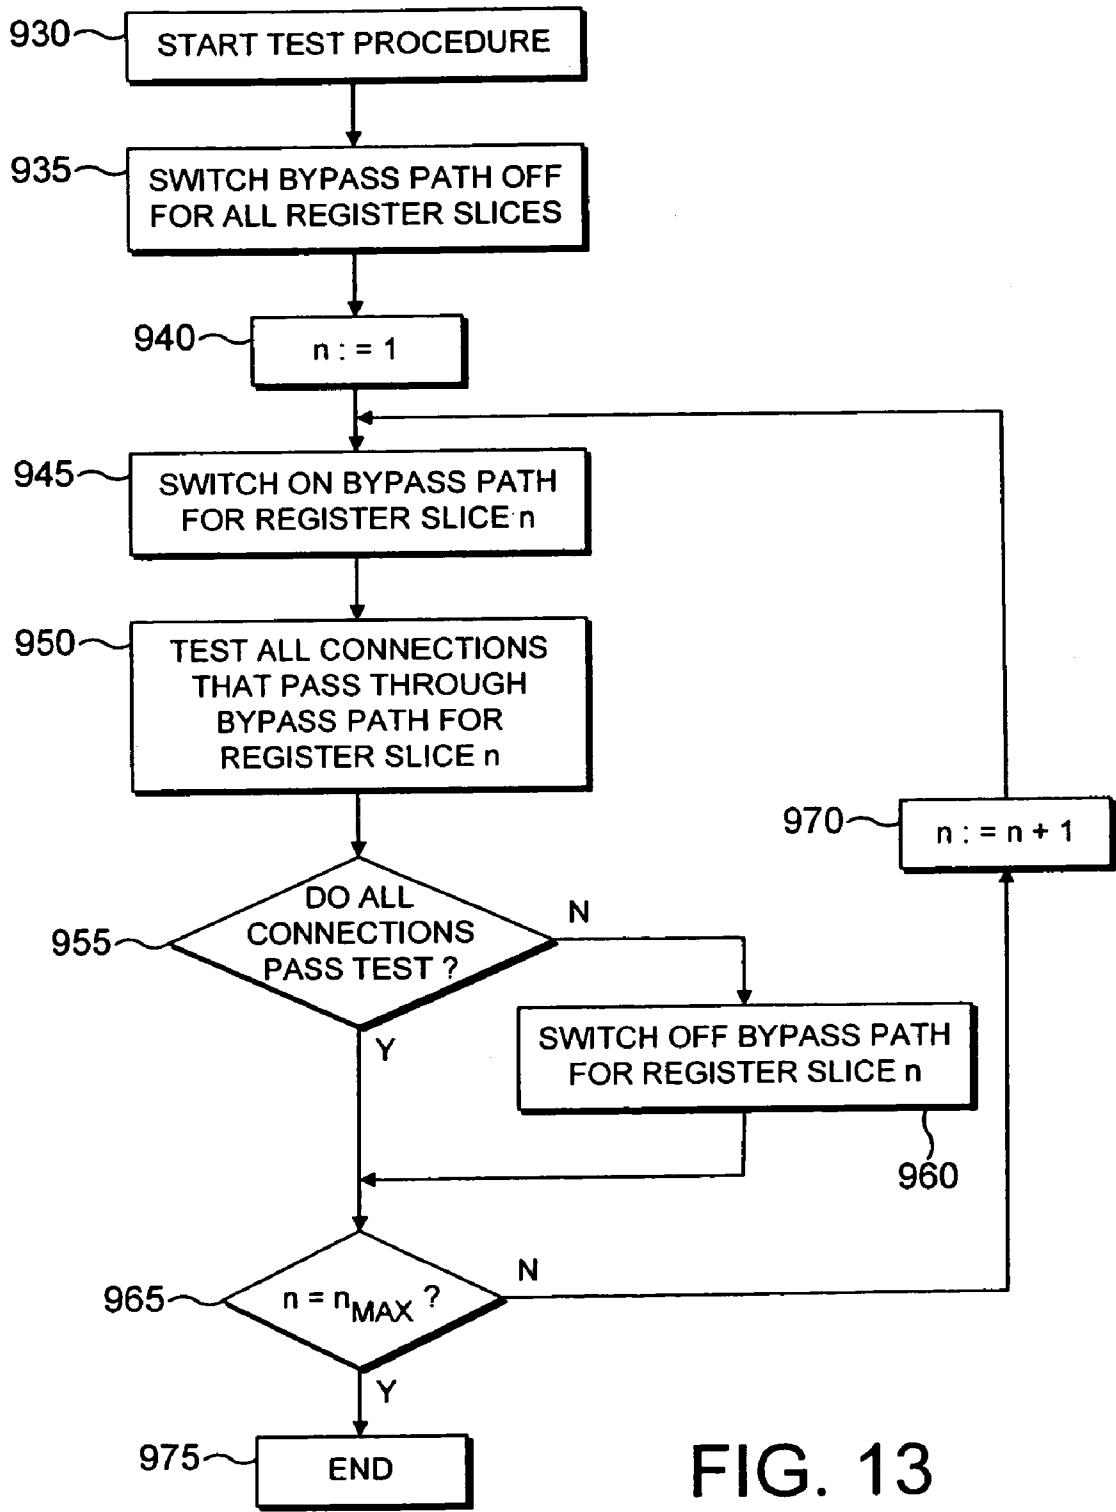 930
START TEST PROCEDURE
935
SWITCH BYPASS PATH OFF
FOR ALL REGISTER SLICES
940
n : = 1
945
SWITCH ON BYPASS PATH
FOR REGISTER SLICE n
950
TEST ALL CONNECTIONS
THAT PASS THROUGH
BYPASS PATH FOR
REGISTER SLICE n
970
n : = n + 1
955
DO ALL
CONNECTIONS
PASS TEST ?
N
Y
SWITCH OFF BYPASS PATH
FOR REGISTER SLICE n
960
965
n = nMAX ?
N
Y
975
END
FIG. 13